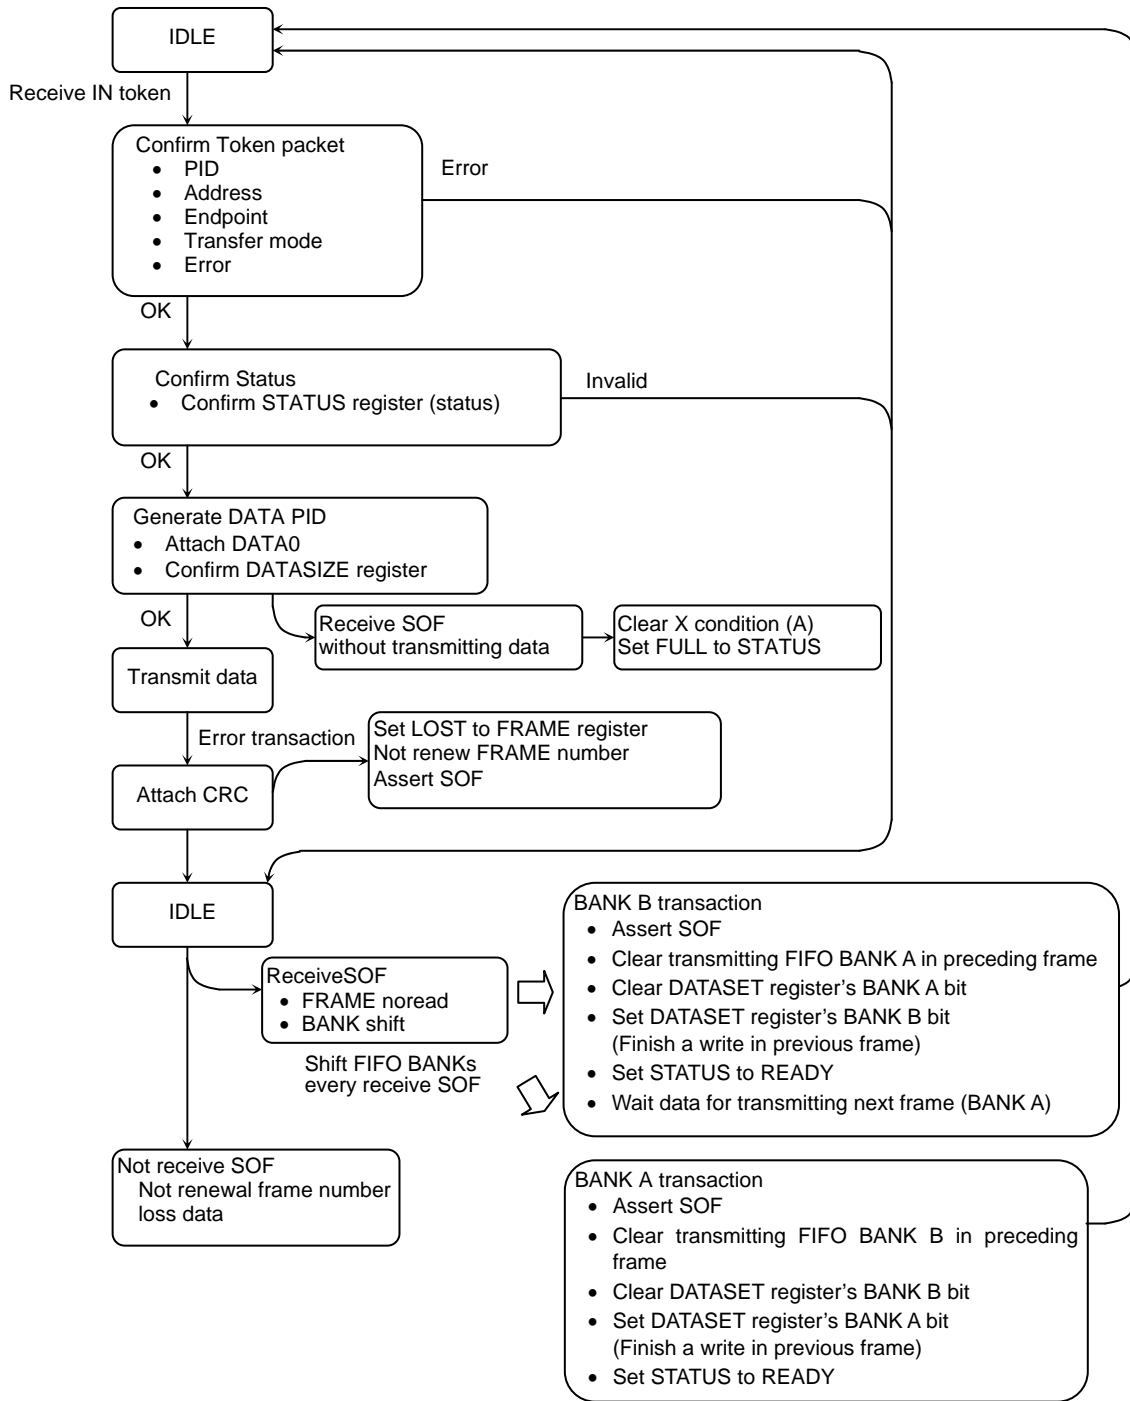 IDLE
Receive IN token
Confirm Token packet
• PID
• Address
• Endpoint
• Transfer mode
• Error
Error
OK
Confirm Status
• Confirm STATUS register (status)
Invalid
OK
Generate DATA PID
• Attach DATA0
• Confirm DATASIZE register
OK
Receive SOF
without transmitting data
Clear X condition (A)
Set FULL to STATUS
Transmit data
Error transaction
Set LOST to FRAME register
Not renew FRAME number
Assert SOF
Attach CRC
IDLE
ReceiveSOF
• FRAME noread
• BANK shift
Shift FIFO BANKs
every receive SOF
BANK B transaction
• Assert SOF
• Clear transmitting FIFO BANK A in preceding frame
• Clear DATASET register’s BANK A bit
• Set DATASET register’s BANK B bit
(Finish a write in previous frame)
• Set STATUS to READY
• Wait data for transmitting next frame (BANK A)
Not receive SOF
Not renewal frame number
loss data
BANK A transaction
• Assert SOF
• Clear transmitting FIFO BANK B in preceding
frame
• Clear DATASET register’s BANK B bit
• Set DATASET register’s BANK A bit
(Finish a write in previous frame)
• Set STATUS to READY